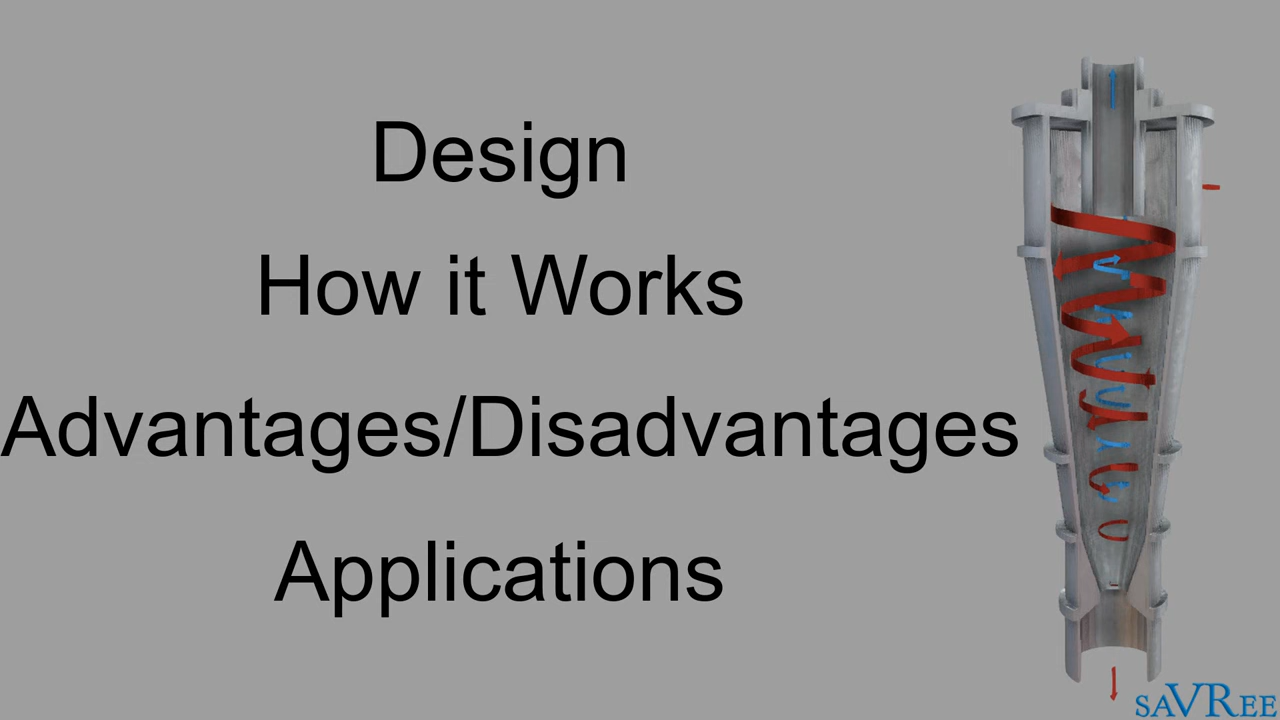 Design
How it Works
Advantages/Disadvantages
Applications
saVRee